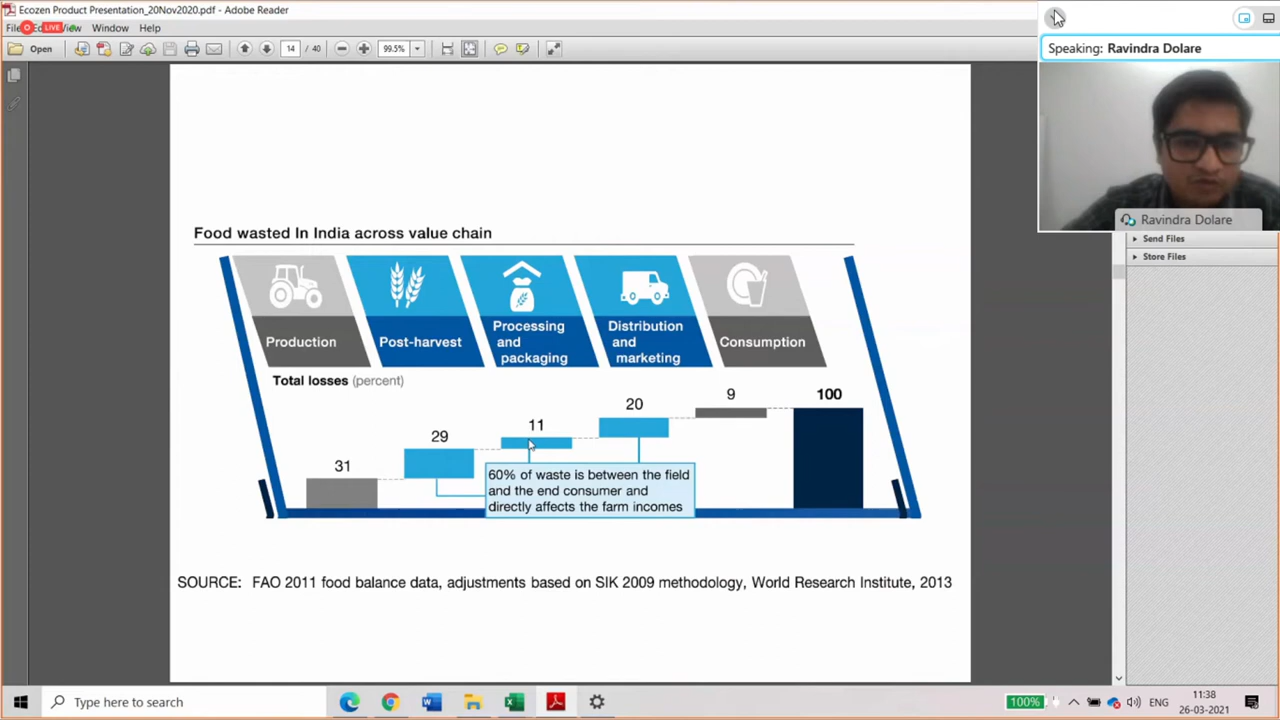 Ecozen Product Presentation_20Nov2020.pdf - Adobe Reader
LIVE
View Window Help
Open
14 / 40
99.5%
Speaking: Ravindra Dolare
Ravindra Dolare
Send Files
Store Files
Food wasted In India across value chain
Production
Post-harvest
Processing
and
packaging
Distribution
and
marketing
Consumption
Total losses (percent)
31
29
11
20
9
100
60% of waste is between the field
and the end consumer and
directly affects the farm incomes
SOURCE: FAO 2011 food balance data, adjustments based on SIK 2009 methodology, World Research Institute, 2013
Type here to search
100%
ENG
11:38
26-03-2021